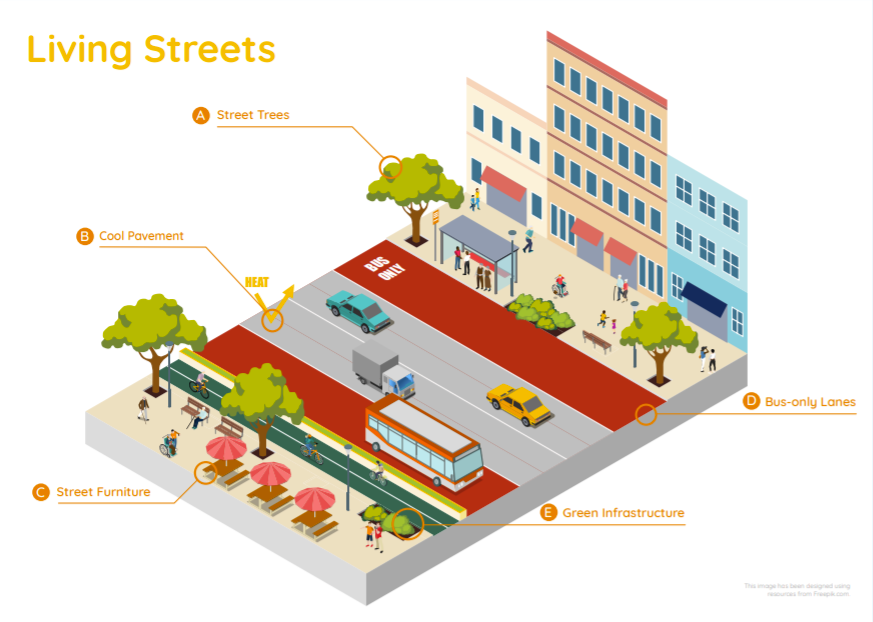 Living Streets
A Street Trees
B Cool Pavement
HEAT
BUS
ONLY
D Bus-only Lanes
C Street Furniture
E Green Infrastructure
This image has been designed using
resources from Freepik.com